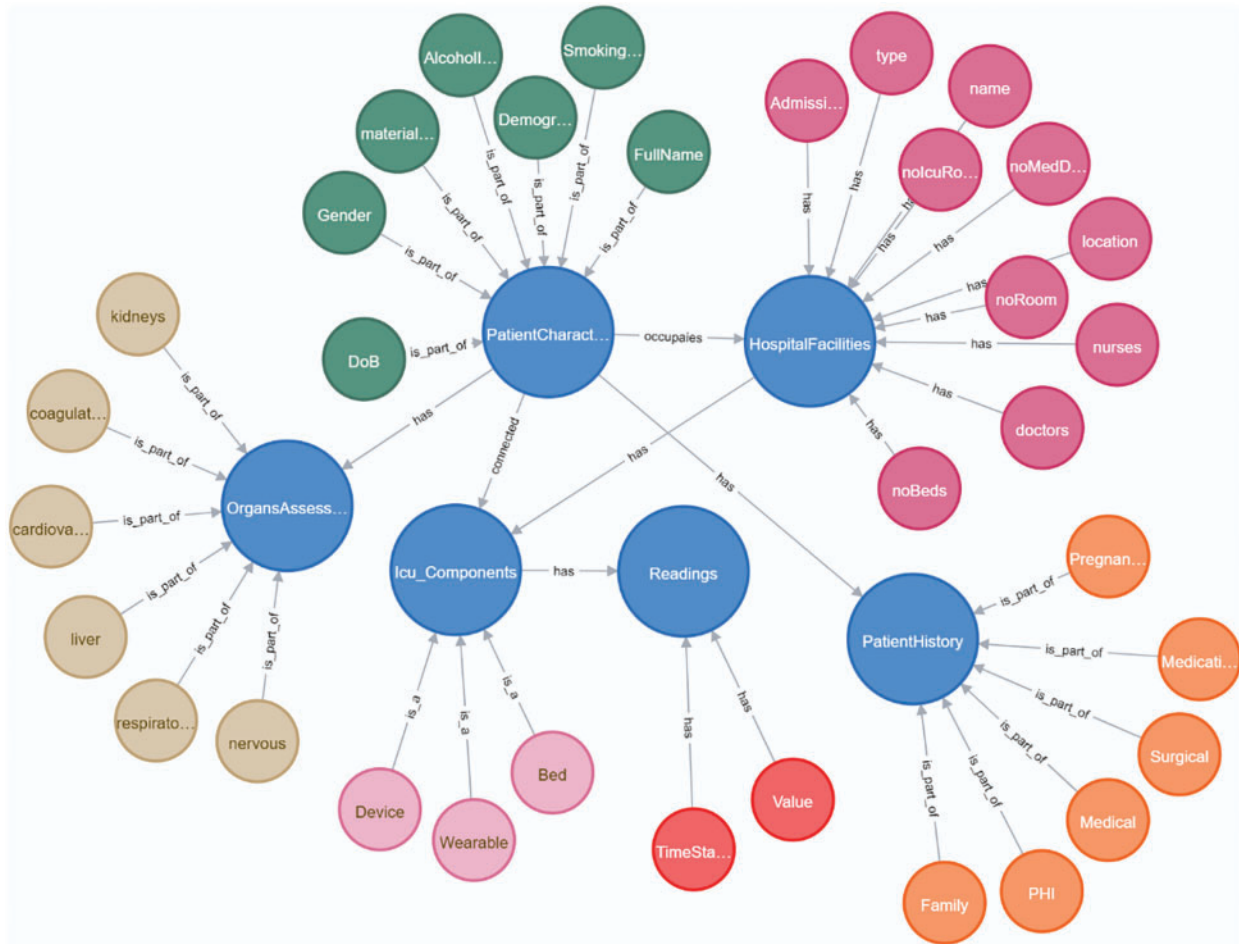 Smoking...
Alcoholl...
type
name
Admissi...
Demogr...
material...
FullName
noIcuRo...
noMedD...
is_part_of
is_part_of
is_part_of
is_part_of
is_part_of
has
has
has
has
has
Gender
location
is_part_of
has
noRoom
has
kidneys
PatientCharact...
occupaies
HospitalFacilities
has
nurses
DoB
is_part_of
is_part_of
has
coagulat...
has
doctors
is_part_of
has
connected
has
has
has
noBeds
OrgansAssess...
cardiova...
is_part_of
Pregnan...
Icu_Components
has
Readings
is_part_of
is_part_of
liver
is_part_of
is_part_of
PatientHistory
is_part_of
Medicati...
is_part_of
respirato...
nervous
is_a
is_a
is_a
has
has
is_part_of
is_part_of
is_part_of
Surgical
Bed
Device
Value
Medical
Wearable
TimeSta...
Family
PHI